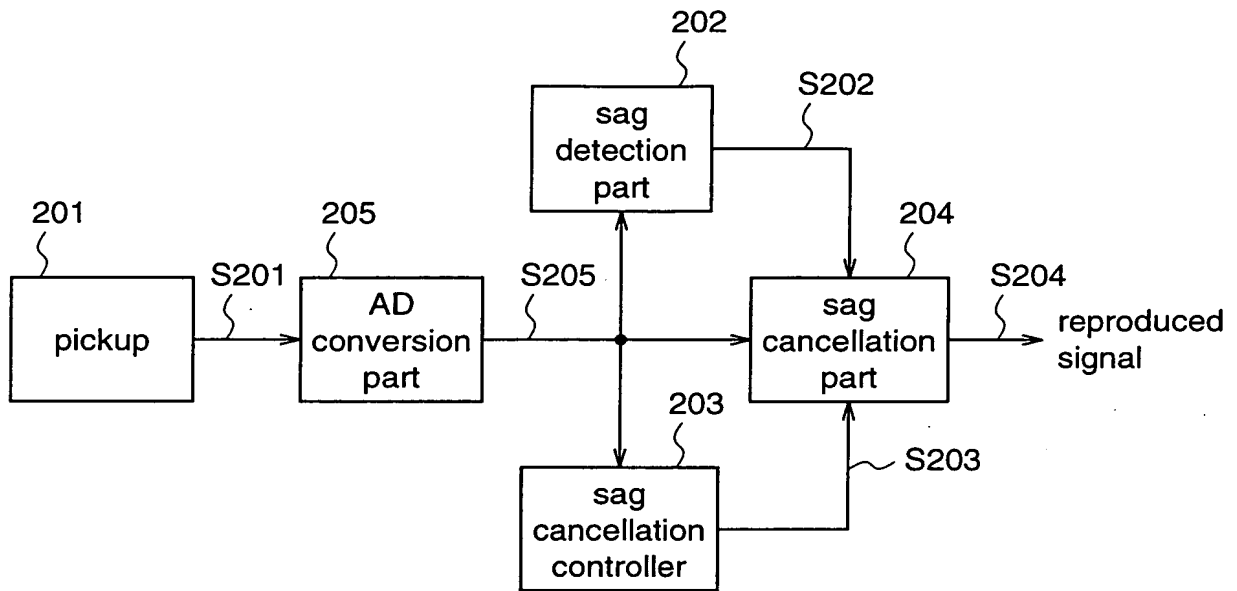 202
sag
detection
part
S202
201
pickup
S201
205
AD
conversion
part
S205
204
sag
cancellation
part
S204
reproduced
signal
203
sag
cancellation
controller
S203